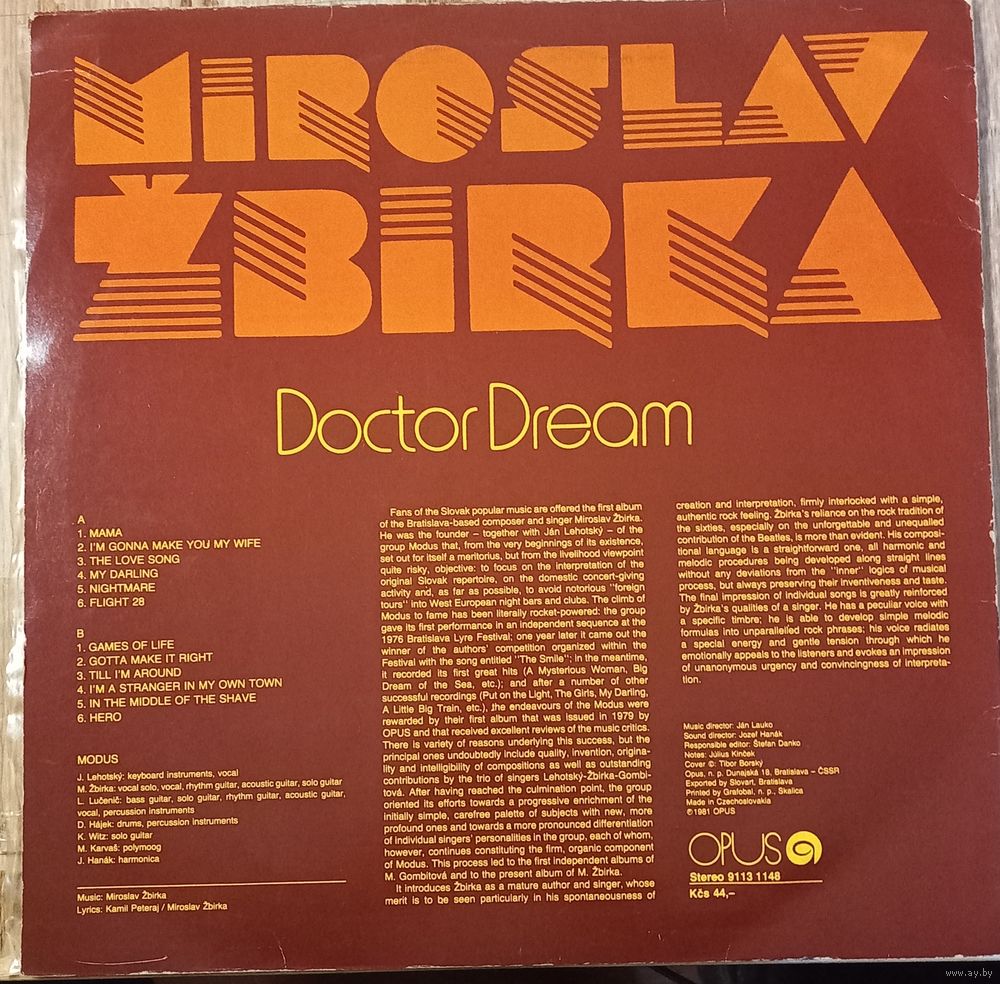 MIROSLAV
ŽBIRKA
Doctor Dream
A
1. MAMA
2. I'M GONNA MAKE YOU MY WIFE
3. THE LOVE SONG
4. MY DARLING
5. NIGHTMARE
6. FLIGHT 28
B
1. GAMES OF LIFE
2. GOTTA MAKE IT RIGHT
3. TILL I'M AROUND
4. I'M A STRANGER IN MY OWN TOWN
5. IN THE MIDDLE OF THE SHAVE
6. HERO
MODUS
J. Lehotský: keyboard instruments, vocal
M. Žbirka: vocal solo, vocal, rhythm guitar, acoustic guitar, solo guitar
L. Lučenič: bass guitar, solo guitar, rhythm guitar, acoustic guitar,
vocal, percussion instruments
D. Hájek: drums, percussion instruments
K. Witz: solo guitar
M. Karvaš: polymoog
J. Hanák: harmonica
Music: Miroslav Žbirka
Lyrics: Kamil Peteraj / Miroslav Žbirka
Fans of the Slovak popular music are offered the first album
of the Bratislava-based composer and singer Miroslav Žbirka.
He was the founder – together with Ján Lehotský – of the
group Modus that, from the very beginnings of its existence,
set out for itself a meritorius, but from the livelihood viewpoint
quite risky, objective: to focus on the interpretation of the
original Slovak repertoire, on the domestic concert-giving
activity and, as far as possible, to avoid notorious "foreign
tours" into West European night bars and clubs. The climb of
Modus to fame has been literally rocket-powered: the group
gave its first performance in an independent sequence at the
1976 Bratislava Lyre Festival; one year later it came out the
winner of the authors' competition organized within the
Festival with the song entitled "The Smile"; in the meantime,
it recorded its first great hits (A Mysterious Woman, Big
Dream of the Sea, etc.); and after a number of other
successful recordings (Put on the Light, The Girls, My Darling,
A Little Big Train, etc.), the endeavours of the Modus were
rewarded by their first album that was issued in 1979 by
OPUS and that received excellent reviews of the music critics.
There is variety of reasons underlying this success, but the
principal ones undoubtedly include quality, invention, origina-
lity and intelligibility of compositions as well as outstanding
contributions by the trio of singers Lehotský-Žbirka-Gombi-
tová. After having reached the culmination point, the group
oriented its efforts towards a progressive enrichment of the
initially simple, carefree palette of subjects with new, more
profound ones and towards a more pronounced differentiation
of individual singers' personalities in the group, each of whom,
however, continues constituting the firm, organic component
of Modus. This process led to the first independent albums of
M. Gombitová and to the present album of M. Žbirka.
It introduces Žbirka as a mature author and singer, whose
merit is to be seen particularly in his spontaneousness of
creation and interpretation, firmly interlocked with a simple,
authentic rock feeling. Žbirka's reliance on the rock tradition of
the sixties, especially on the unforgettable and unequalled
contribution of the Beatles, is more than evident. His composi-
tional language is a straightforward one, all harmonic and
melodic procedures being developed along straight lines
without any deviations from the "inner" logics of musical
process, but always preserving their inventiveness and taste.
The final impression of individual songs is greatly reinforced
by Žbirka's qualities of a singer. He has a peculiar voice with
a specific timbre; he is able to develop simple melodic
formulas into unparallelled rock phrases; his voice radiates
a special energy and gentle tension through which he
emotionally appeals to the listeners and evokes an impression
of unanonymous urgency and convincingness of interpreta-
tion.
Music director: Ján Lauko
Sound director: Jozef Hanák
Responsible editor: Štefan Danko
Notes: Július Kinček
Cover ©: Tibor Borský
Opus, n. p. Dunajská 18, Bratislava – ČSSR
Exported by Slovart, Bratislava
Printed by Grafobal, n. p., Skalica
Made in Czechoslovakia
℗1981 OPUS
OPUS
Stereo 9113 1148
Kčs 44,–
www.ay.by